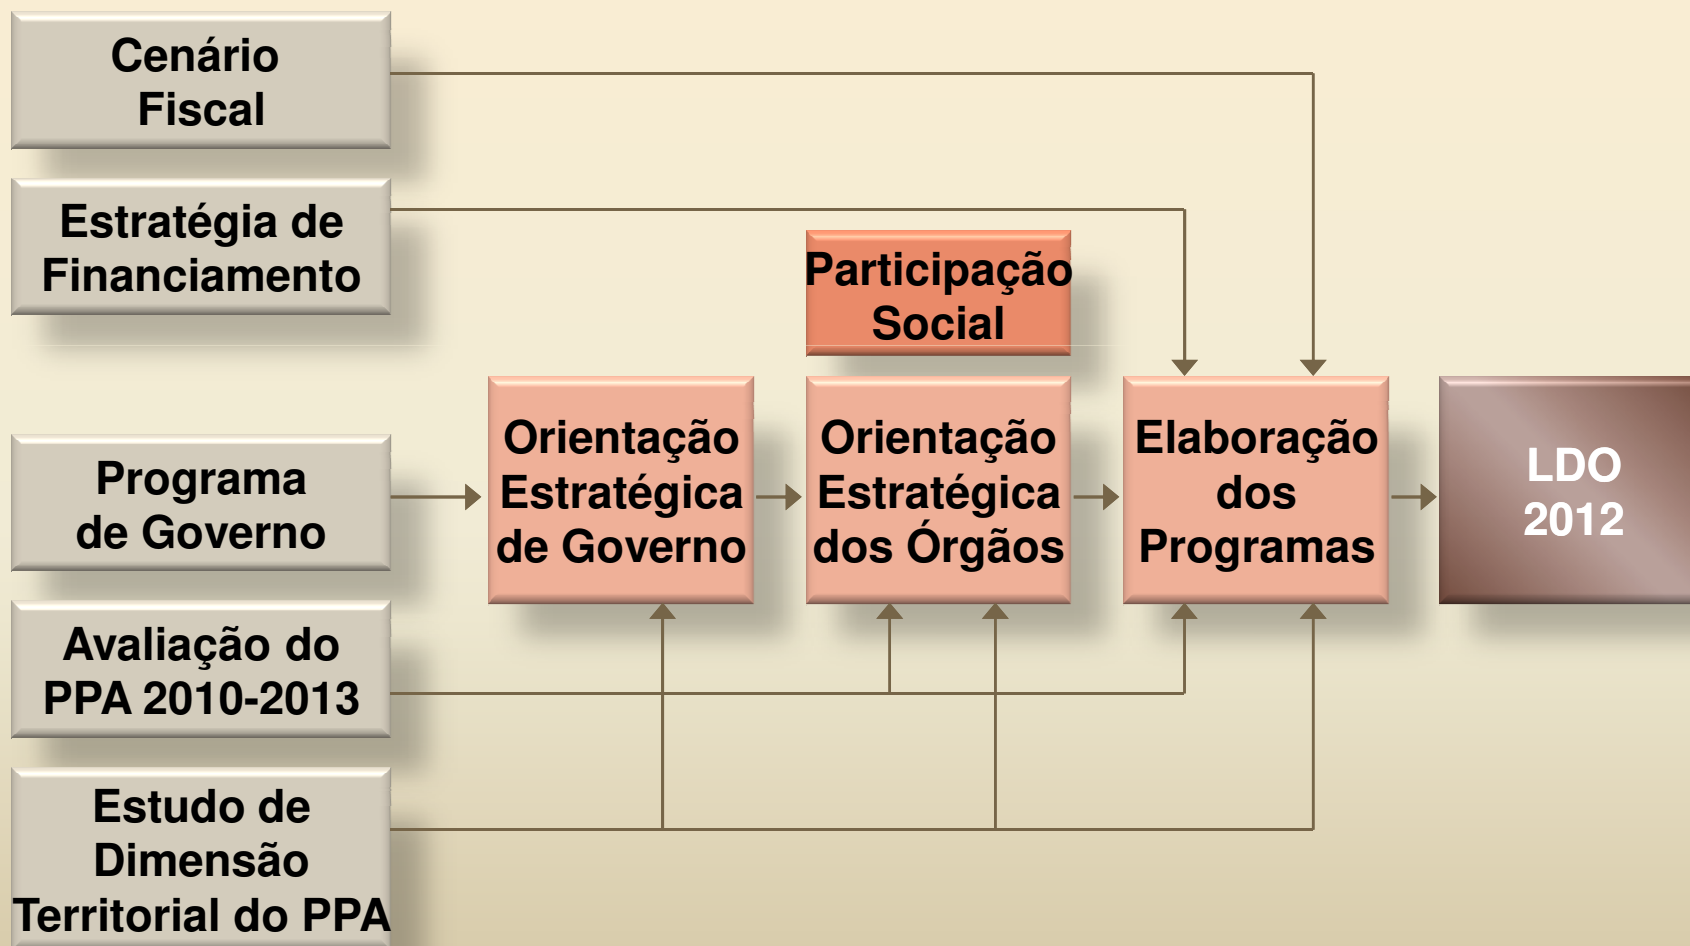 Cenário
Fiscal
Estratégia de
Financiamento
Participação
Social
Programa
de Governo
Orientação
Estratégica
de Governo
Orientação
Estratégica
dos Órgãos
Elaboração
dos
Programas
LDO
2012
Avaliação do
PPA 2010-2013
Estudo de
Dimensão
Territorial do PPA